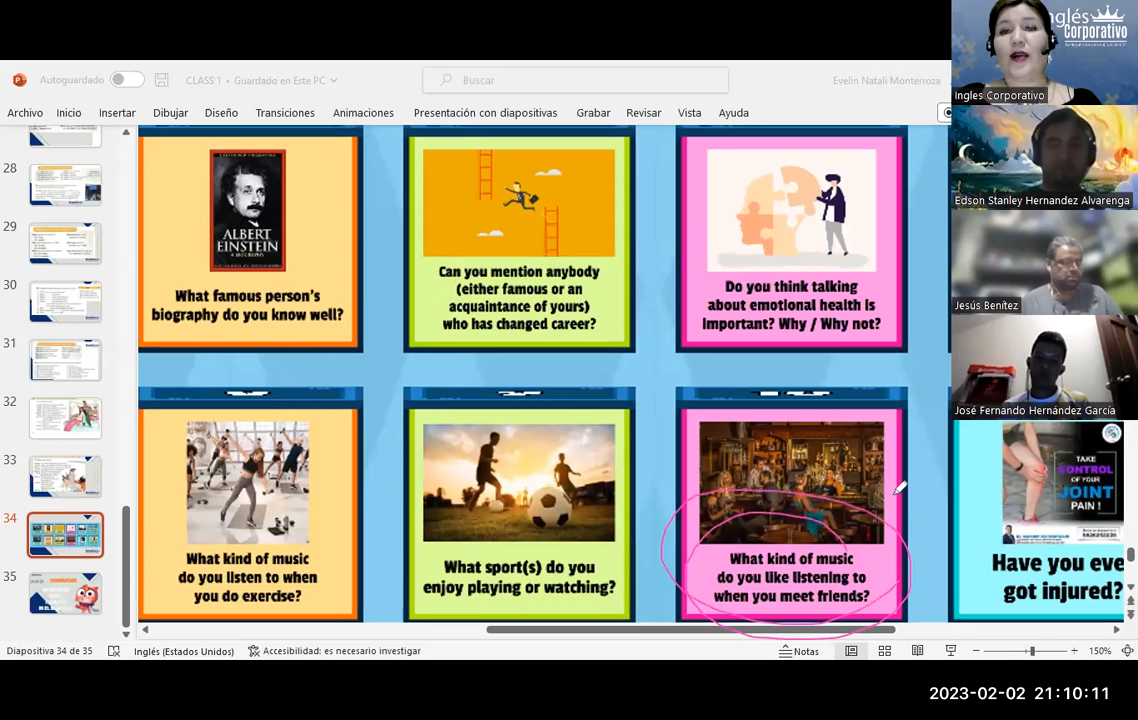 Autoguardado
CLASS 1 • Guardado en Este PC
Buscar
Evelin Natali Monterroza
Archivo Inicio Insertar Dibujar Diseño Transiciones Animaciones Presentación con diapositivas Grabar Revisar Vista Ayuda
Inglés
Corporativo
Ingles Corporativo
Edson Stanley Hernandez Alvarenga
Jesús Benítez
José Fernando Hernández García
28
29
30
31
32
33
34
35
ALBERT
EINSTEIN
What famous person's
biography do you know well?
Can you mention anybody
(either famous or an
acquaintance of yours)
who has changed career?
Do you think talking
about emotional health is
important? Why / Why not?
What kind of music
do you listen to when
you do exercise?
What sport(s) do you
enjoy playing or watching?
What kind of music
do you like listening to
when you meet friends?
TAKE
CONTROL
OF YOUR
JOINT
PAIN !
Have you eve
got injured?
Diapositiva 34 de 35
Inglés (Estados Unidos)
Accesibilidad: es necesario investigar
Notas
150%
2023-02-02 21:10:11